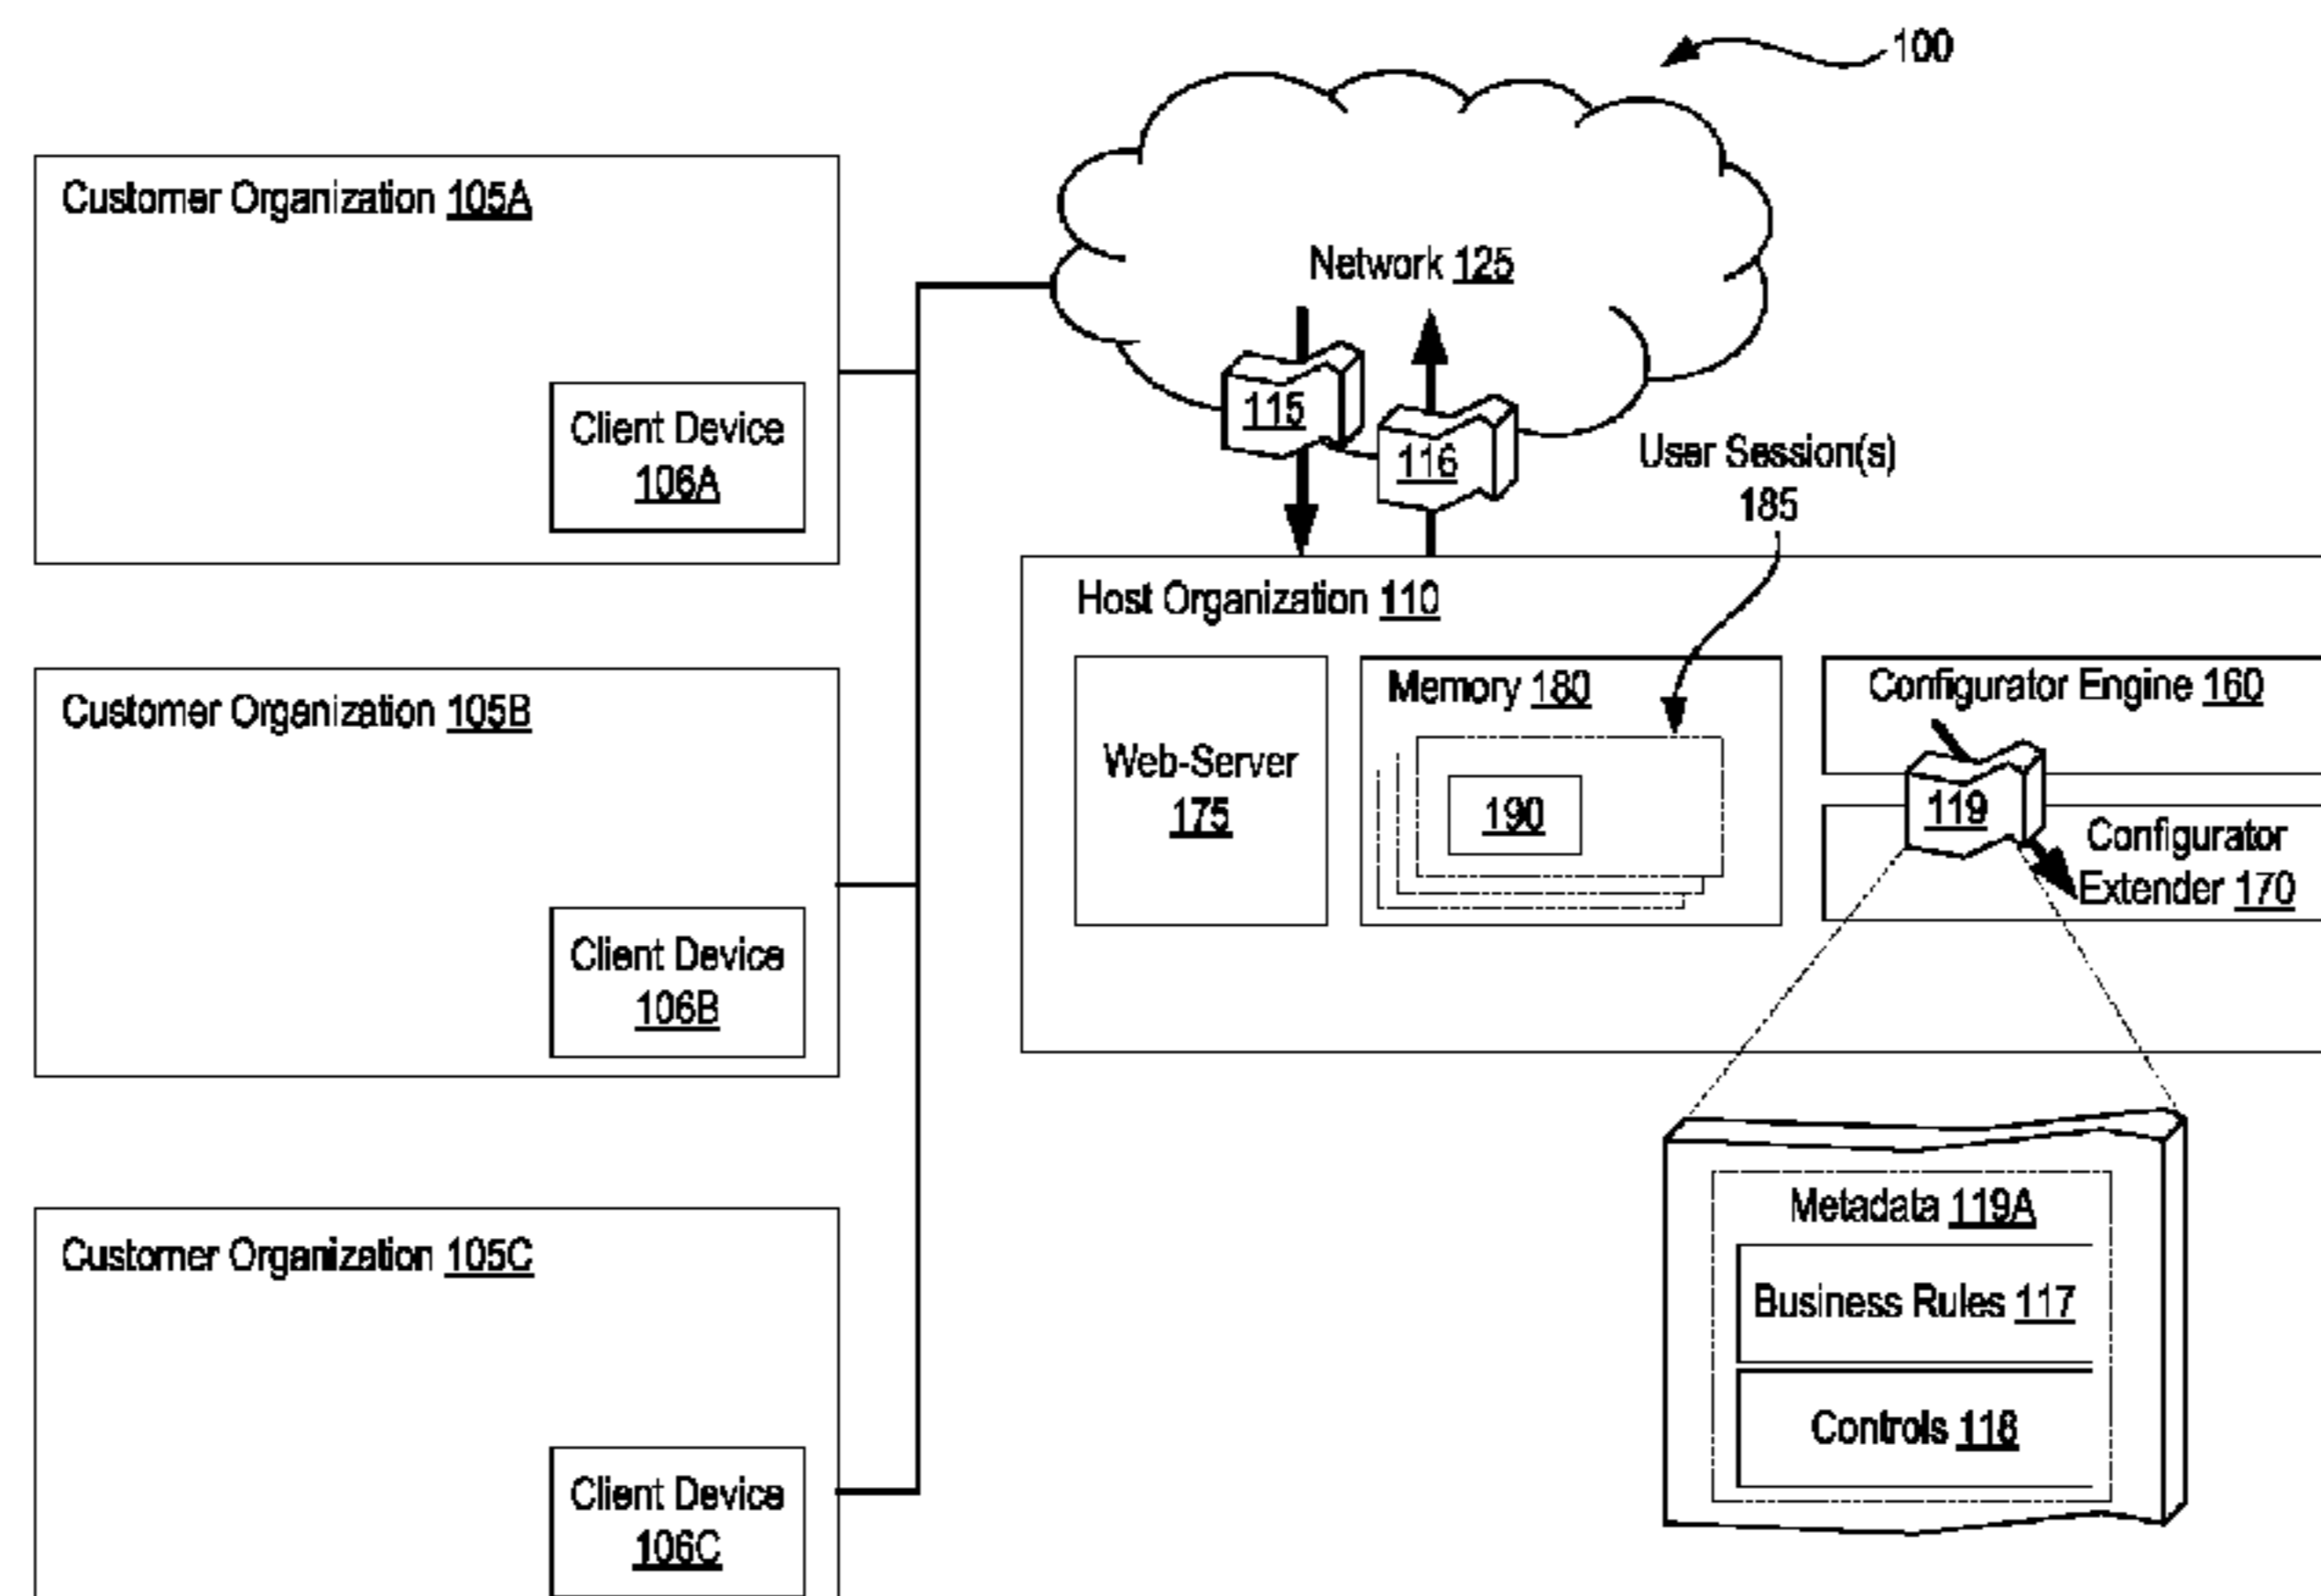 100
Customer Organization 105A
Client Device
106A
Network 125
115
116
User Session(s)
185
Host Organization 110
Customer Organization 105B
Client Device
106B
Web-Server
175
Memory 180
190
Configurator Engine 160
119
Configurator
Extender 170
Metadata 119A
Business Rules 117
Controls 118
Customer Organization 105C
Client Device
106C